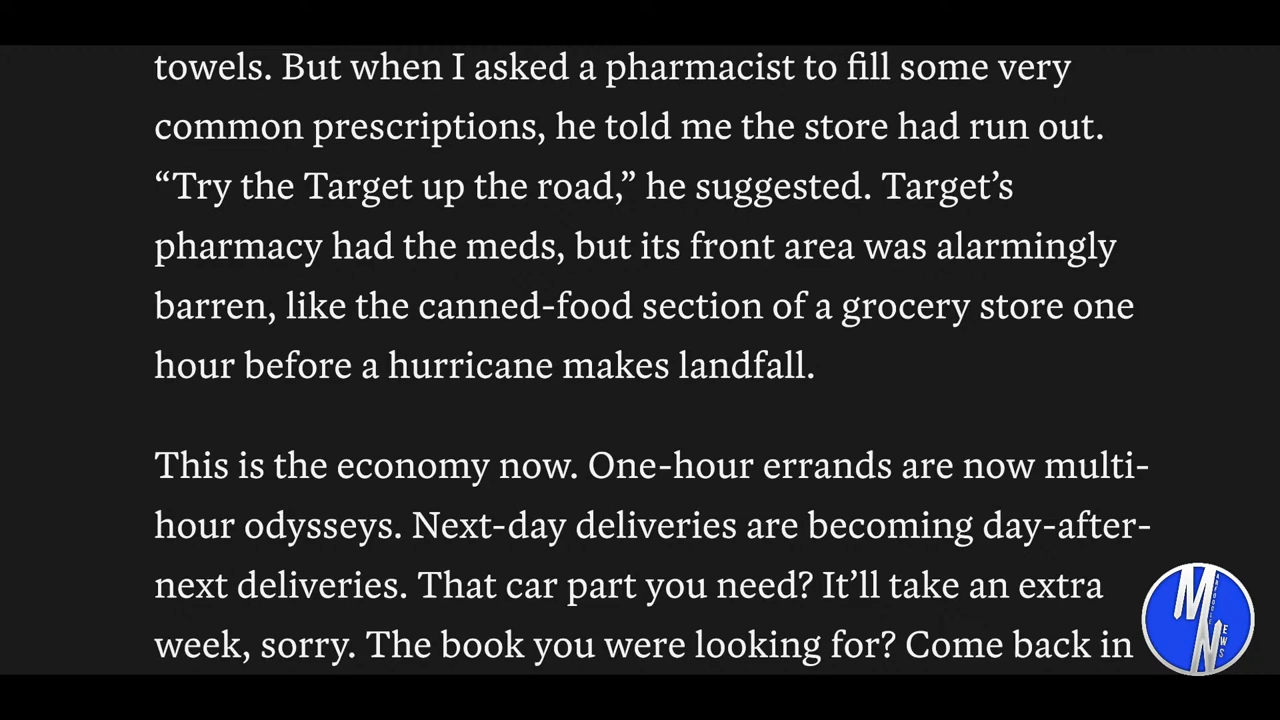 towels. But when I asked a pharmacist to fill some very
common prescriptions, he told me the store had run out.
“Try the Target up the road,” he suggested. Target’s
pharmacy had the meds, but its front area was alarmingly
barren, like the canned-food section of a grocery store one
hour before a hurricane makes landfall.
This is the economy now. One-hour errands are now multi-
hour odysseys. Next-day deliveries are becoming day-after-
next deliveries. That car part you need? It’ll take an extra
week, sorry. The book you were looking for? Come back in
M
N
EWS